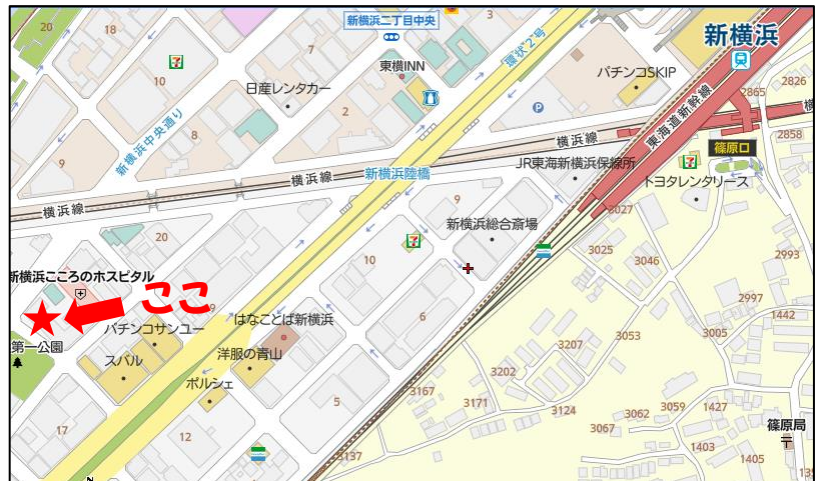 新横浜二丁目中央
新横浜
20
18
3
7
10
東横INN
環状2号
パチンコSKIP
日産レンタカー
2826
2865
2
8
新横浜中央通り
東海道新幹線
横
横浜線
2858
9
篠原口
新横浜陸橋
JR東海新横浜保線所
横浜線
トヨタレンタリース
横浜線
9
3027
20
新横浜総合斎場
3025
2993
10
3046
新横浜こころのホスピタル
ここ
2997
9
はなことば新横浜
6
1442
パチンコサンユー
3005
第一公園
3053
スバル
洋服の青山
3207
3202
ポルシェ
3167
5
3171
3059
1427
17
3124
3062
篠原局
12
3067
1403
3137
1405
135